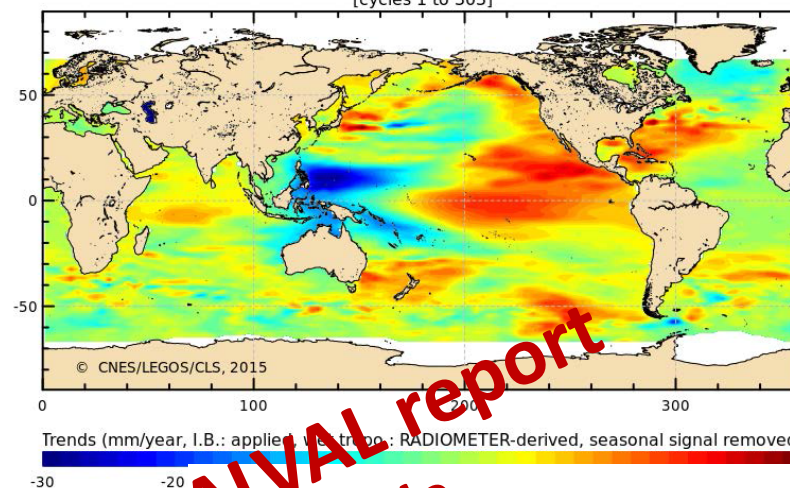 [cycles 1 to 303]
50
0
-50
© CNES/LEGOS/CLS, 2015
0 100 200 300
Trends (mm/year, I.B.: applied, wet tropo.: RADIOMETER-derived, seasonal signal removed
-30 -20
ALVAL report